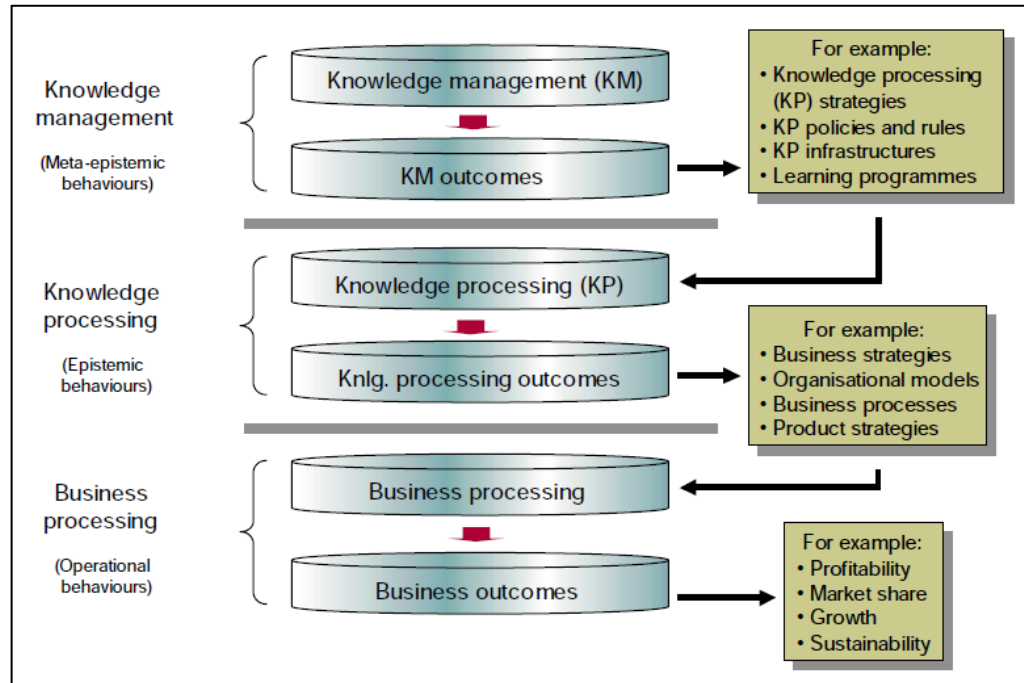 Knowledge
management
(Meta-epistemic
behaviours)
Knowledge management (KM)
KM outcomes
For example:
• Knowledge processing
(KP) strategies
• KP policies and rules
• KP infrastructures
• Learning programmes
Knowledge
processing
(Epistemic
behaviours)
Knowledge processing (KP)
Knlg. processing outcomes
For example:
• Business strategies
• Organisational models
• Business processes
• Product strategies
Business
processing
(Operational
behaviours)
Business processing
Business outcomes
For example:
• Profitability
• Market share
• Growth
• Sustainability